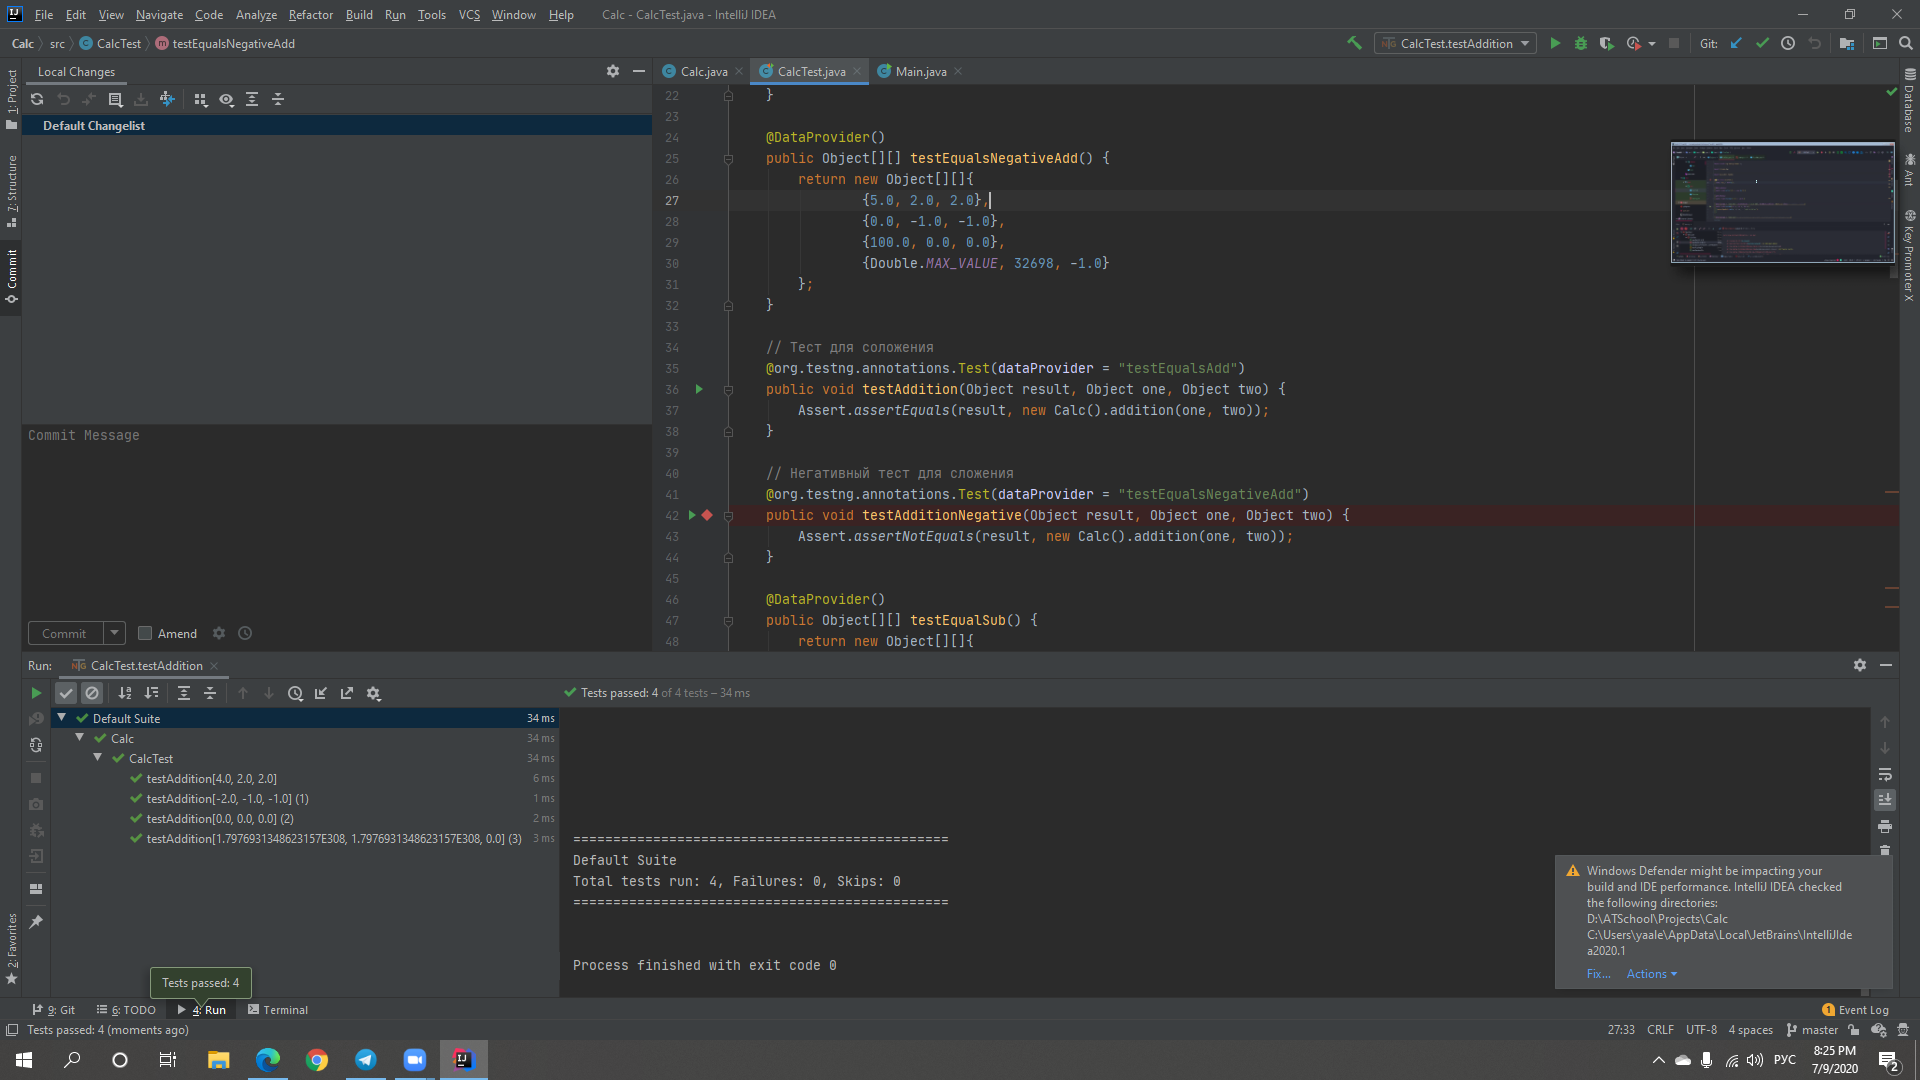 File Edit View Navigate Code Analyze Refactor Build Run Tools VCS Window Help Calc - CalcTest.java - IntelliJ IDEA
Calc src CalcTest testEqualsNegativeAdd
CalcTest.testAddition
Git:
1: Project
7: Structure
Commit
2: Favorites
Local Changes
Default Changelist
Commit Message
Commit Amend
Calc.java CalcTest.java Main.java
22 }
23
24 @DataProvider()
25 public Object[][] testEqualsNegativeAdd() {
26 return new Object[][]{
27 {5.0, 2.0, 2.0},
28 {0.0, -1.0, -1.0},
29 {100.0, 0.0, 0.0},
30 {Double.MAX_VALUE, 32698, -1.0}
31 };
32 }
33
34 // Тест для соложения
35 @org.testng.annotations.Test(dataProvider = "testEqualsAdd")
36 public void testAddition(Object result, Object one, Object two) {
37 Assert.assertEquals(result, new Calc().addition(one, two));
38 }
39
40 // Негативный тест для сложения
41 @org.testng.annotations.Test(dataProvider = "testEqualsNegativeAdd")
42 public void testAdditionNegative(Object result, Object one, Object two) {
43 Assert.assertNotEquals(result, new Calc().addition(one, two));
44 }
45
46 @DataProvider()
47 public Object[][] testEqualSub() {
48 return new Object[][]{
Database
Ant
Key Promoter X
Run: CalcTest.testAddition
Tests passed: 4 of 4 tests – 34 ms
Default Suite 34 ms
Calc 34 ms
CalcTest 34 ms
testAddition[4.0, 2.0, 2.0] 6 ms
testAddition[-2.0, -1.0, -1.0] (1) 1 ms
testAddition[0.0, 0.0, 0.0] (2) 2 ms
testAddition[1.7976931348623157E308, 1.7976931348623157E308, 0.0] (3) 3 ms
===============================================
Default Suite
Total tests run: 4, Failures: 0, Skips: 0
===============================================
Process finished with exit code 0
Windows Defender might be impacting your
build and IDE performance. IntelliJ IDEA checked
the following directories:
D:\ATSchool\Projects\Calc
C:\Users\yaale\AppData\Local\JetBrains\IntelliJIde
a2020.1
Fix... Actions
Tests passed: 4
9: Git 6: TODO 4: Run Terminal
1 Event Log
Tests passed: 4 (moments ago)
27:33 CRLF UTF-8 4 spaces master
РУС
8:25 PM
7/9/2020
2